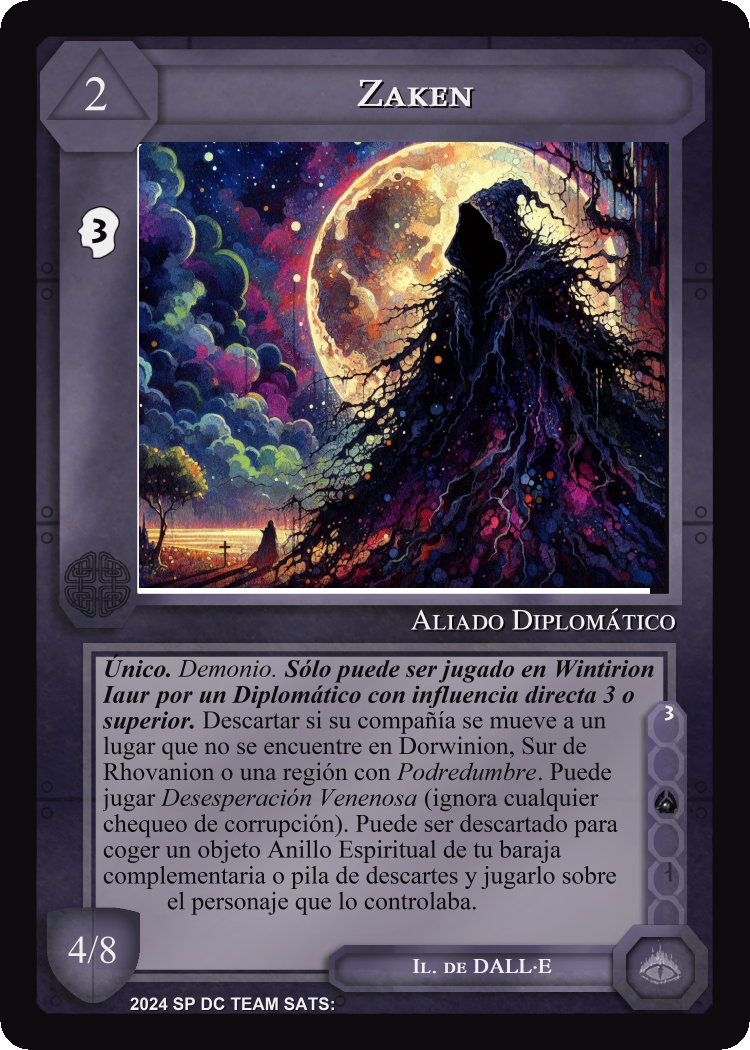 2
ZAKEN
3
ALIADO DIPLOMÁTICO
Único. Demonio. Sólo puede ser jugado en Wintirion
Iaur por un Diplomático con influencia directa 3 o
superior. Descartar si su compañía se mueve a un
lugar que no se encuentre en Dorwinion, Sur de
Rhovanion o una región con Podredumbre. Puede
jugar Desesperación Venenosa (ignora cualquier
chequeo de corrupción). Puede ser descartado para
coger un objeto Anillo Espiritual de tu baraja
complementaria o pila de descartes y jugarlo sobre
el personaje que lo controlaba.
3
1
4/8
IL. DE DALL·E
2024 SP DC TEAM SATS: